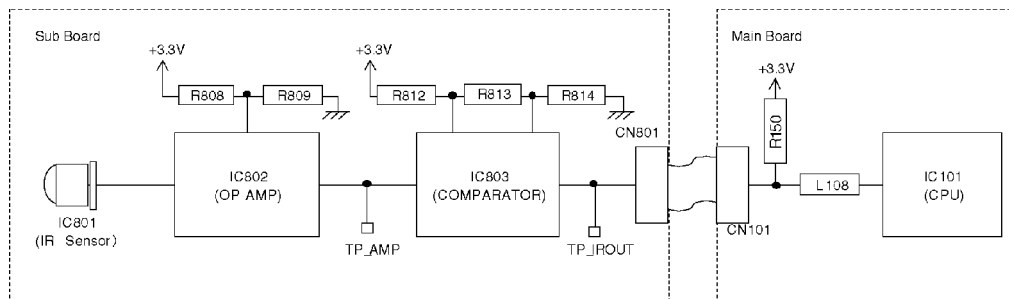 Sub Board
Main Board
+3.3V
+3.3V
+3.3V
R808
R809
R812
R813
R814
R150
CN801
IC802
(OP AMP)
IC803
(COMPARATOR)
L108
IC101
(CPU)
IC801
(IR Sensor)
TP_AMP
TP_IROUT
CN101